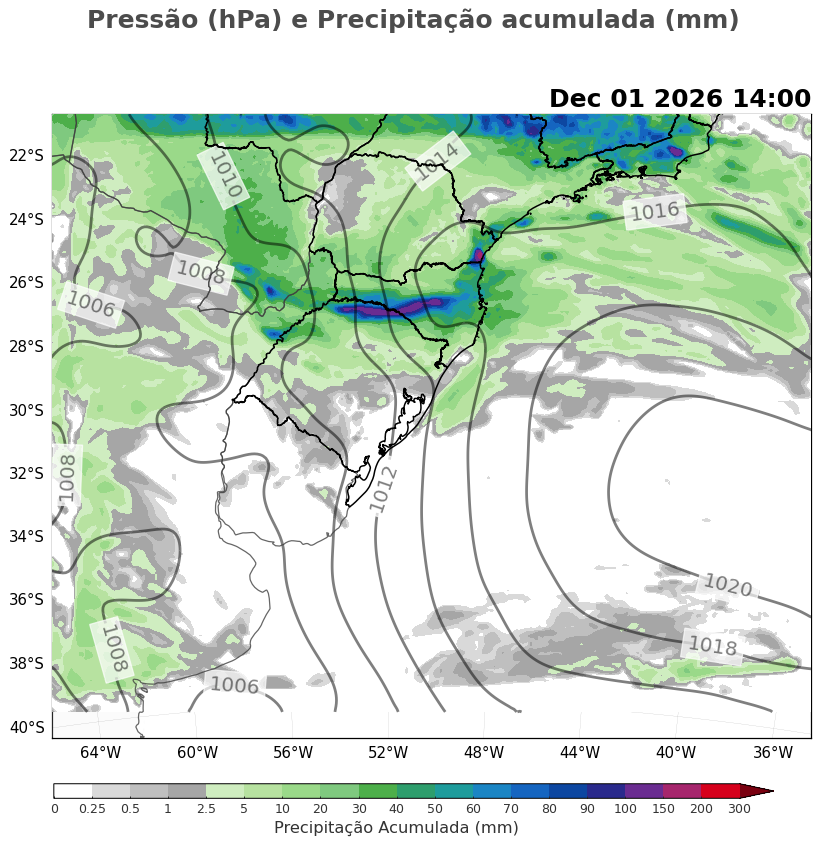 Pressão (hPa) e Precipitação acumulada (mm)
Dec 01 2026 14:00
22°S
24°S
26°S
28°S
30°S
32°S
34°S
36°S
38°S
40°S
1010
1014
1016
1008
1006
1008
1012
1020
1018
1008
1006
64°W 60°W 56°W 52°W 48°W 44°W 40°W 36°W
0 0.25 0.5 1 2.5 5 10 20 30 40 50 60 70 80 90 100 150 200 300
Precipitação Acumulada (mm)